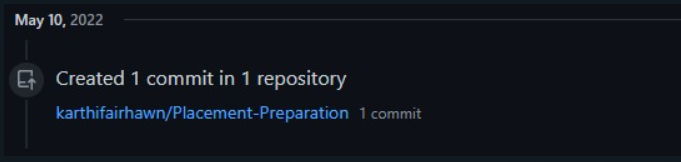 May 10, 2022
Created 1 commit in 1 repository
karthifairhawn/Placement-Preparation 1 commit